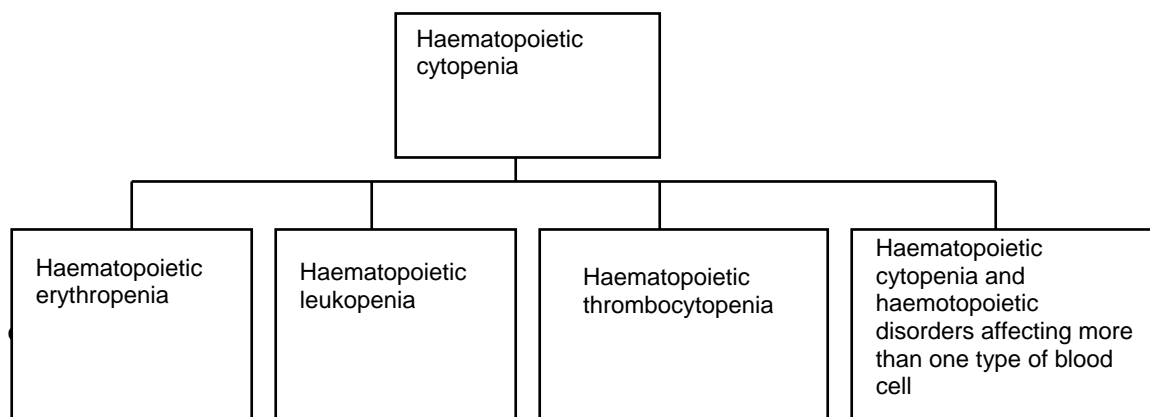 Haematopoietic
cytopenia
Haematopoietic
erythropenia
Haematopoietic
leukopenia
Haematopoietic
thrombocytopenia
Haematopoietic
cytopenia and
haemotopoietic
disorders affecting more
than one type of blood
cell